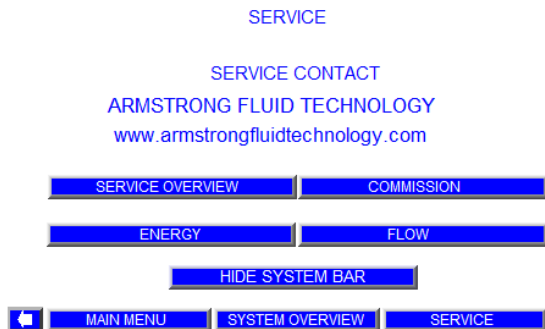 SERVICE
SERVICE CONTACT
ARMSTRONG FLUID TECHNOLOGY
www.armstrongfluidtechnology.com
SERVICE OVERVIEW COMMISSION
ENERGY FLOW
HIDE SYSTEM BAR
MAIN MENU SYSTEM OVERVIEW SERVICE